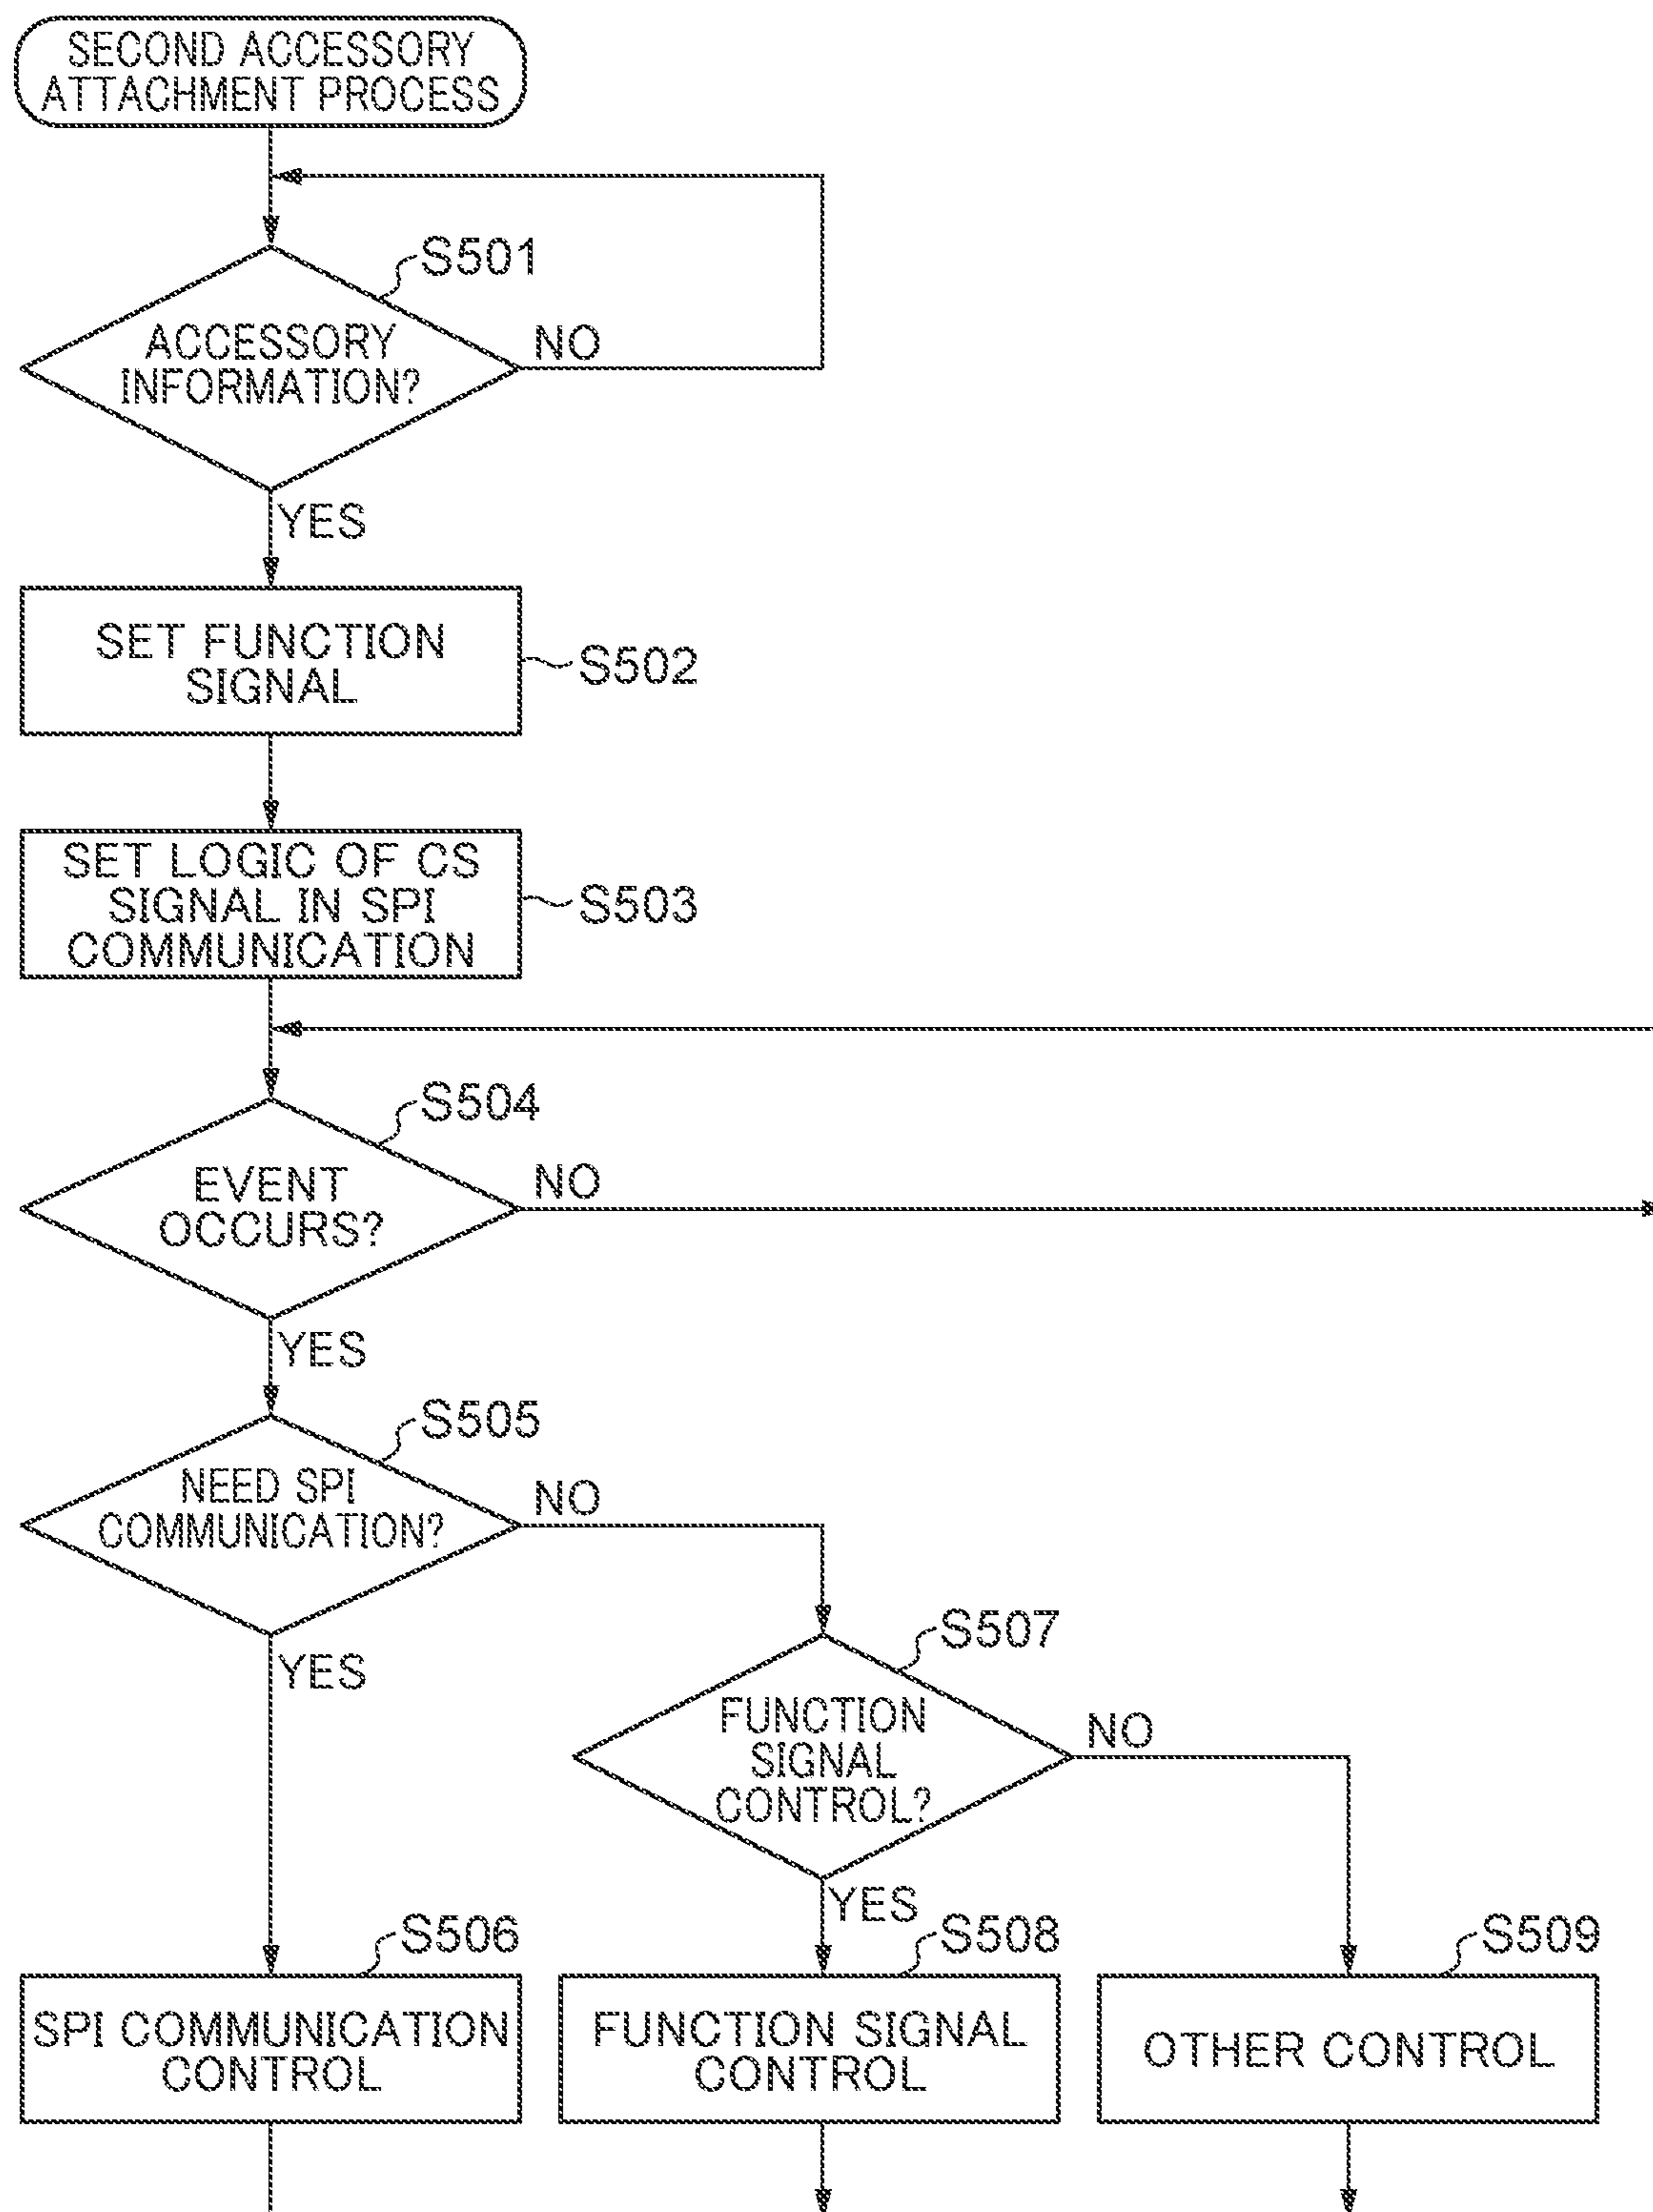 SECOND ACCESSORY
ATTACHMENT PROCESS
S501
ACCESSORY
INFORMATION?
NO
YES
SET FUNCTION
SIGNAL
S502
SET LOGIC OF CS
SIGNAL IN SPI
COMMUNICATION
S503
S504
EVENT
OCCURS?
NO
YES
S505
NEED SPI
COMMUNICATION?
NO
YES
S507
FUNCTION
SIGNAL
CONTROL?
NO
YES
S506
SPI COMMUNICATION
CONTROL
S508
FUNCTION SIGNAL
CONTROL
S509
OTHER CONTROL